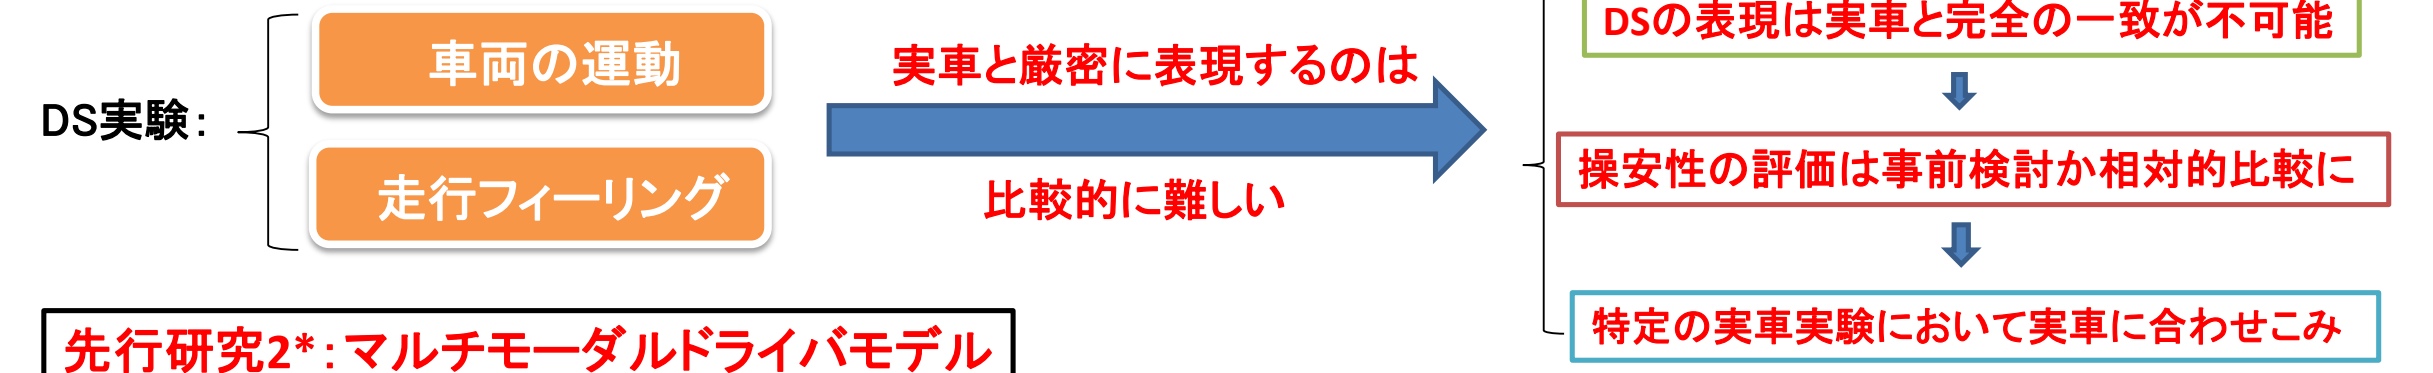 DS実験：
車両の運動
走行フィーリング
実車と厳密に表現するのは
比較的に難しい
DSの表現は実車と完全の一致が不可能
操安性の評価は事前検討か相対的比較に
特定の実車実験において実車に合わせこみ
先行研究2*：マルチモーダルドライバモデル